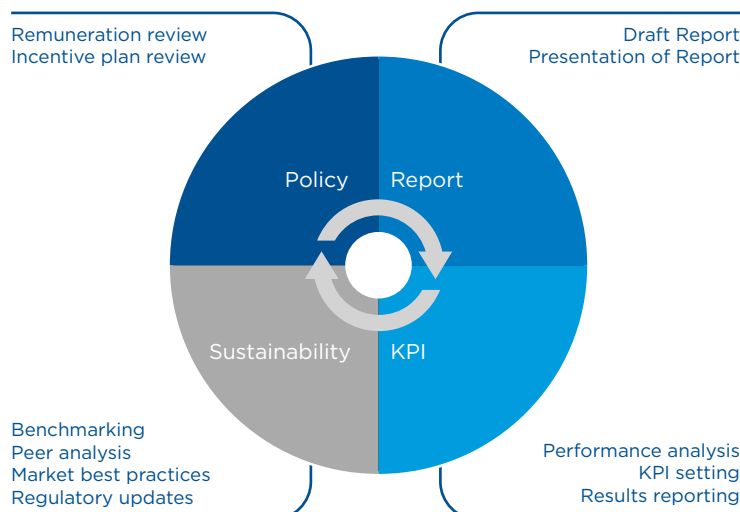 Remuneration review
Incentive plan review
Draft Report
Presentation of Report
Policy
Report
Sustainability
KPI
Benchmarking
Peer analysis
Market best practices
Regulatory updates
Performance analysis
KPI setting
Results reporting